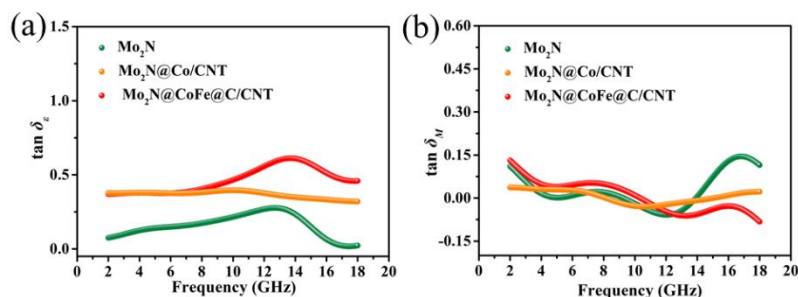 (a)
1.5
1.0
0.5
0.0
tan δε
Mo₂N
Mo₂N@Co/CNT
Mo₂N@CoFe@C/CNT
0 2 4 6 8 10 12 14 16 18 20
Frequency (GHz)
(b)
0.60
0.45
0.30
0.15
0.00
-0.15
tan δM
Mo₂N
Mo₂N@Co/CNT
Mo₂N@CoFe@C/CNT
0 2 4 6 8 10 12 14 16 18 20
Frequency (GHz)